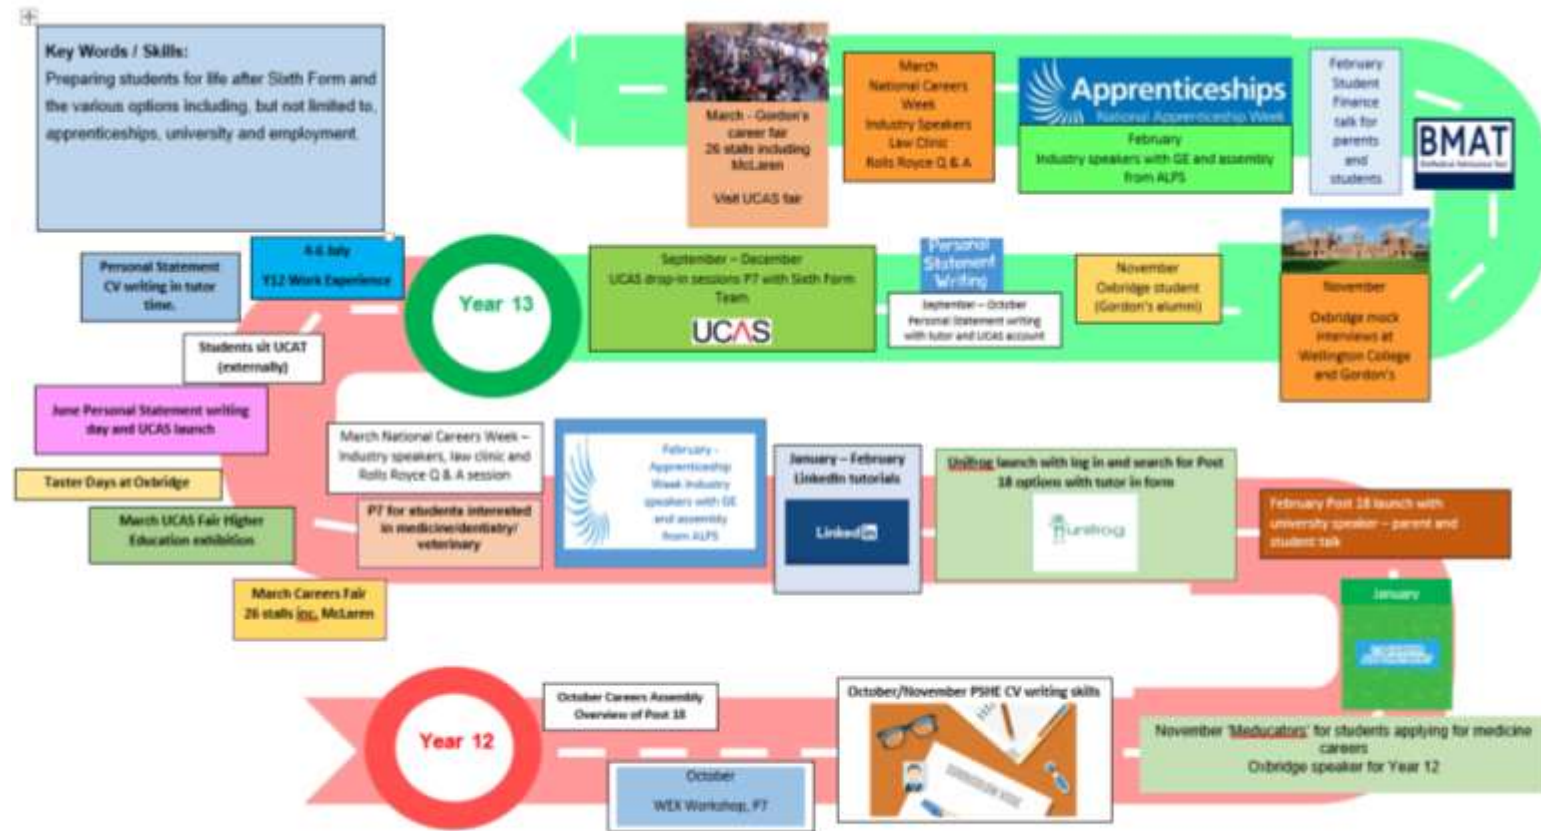 Key Words / Skills:
Preparing students for life after Sixth Form and
the various options including, but not limited to,
apprenticeships, university and employment.
March - Gordon's
career fair
26 stalls including
McLaren
Visit UCAS fair
March
National Careers
Week
Industry Speakers
Law Clinic
Rolls Royce Q & A
Apprenticeships
National Apprenticeship Week
February
Industry speakers with GE and assembly
from ALPS
February
Student
Finance
talk for
parents
and
students
BMAT
BioMedical Admissions Test
Personal Statement
CV writing in tutor
time.
4-6 July
Y12 Work Experience
Year 13
September – December
UCAS drop-in sessions P7 with Sixth Form
Team
UCAS
Personal
Statement
Writing
September – October
Personal Statement writing
with tutor and UCAS account
November
Oxbridge student
(Gordon's alumni)
November
Oxbridge mock
interviews at
Wellington College
and Gordon's
Students sit UCAT
(externally)
June Personal Statement writing
day and UCAS launch
Taster Days at Oxbridge
March UCAS Fair Higher
Education exhibition
March Careers Fair
26 stalls inc. McLaren
March National Careers Week –
Industry speakers, law clinic and
Rolls Royce Q & A session
P7 for students interested
in medicine/dentistry/
veterinary
February -
Apprenticeship
Week Industry
speakers with GE
and assembly
from ALPS
January – February
LinkedIn tutorials
LinkedIn
Unifrog launch with log in and search for Post
18 options with tutor in form
unifrog
February Post 18 launch with
university speaker – parent and
student talk
January
Year 12
October Careers Assembly
Overview of Post 18
October
WEX Workshop, P7
October/November PSHE CV writing skills
CURRICULUM VITAE
November 'Meducators' for students applying for medicine
careers
Oxbridge speaker for Year 12